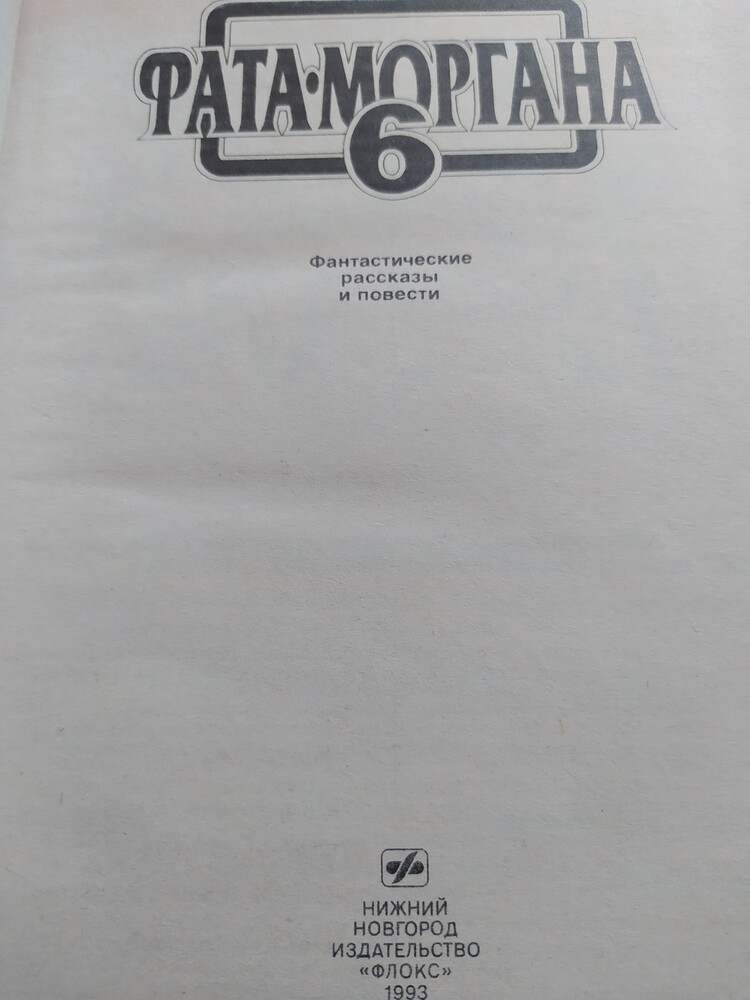 ФАТА·МОРГАНА
6
Фантастические
рассказы
и повести
НИЖНИЙ
НОВГОРОД
ИЗДАТЕЛЬСТВО
«ФЛОКС»
1993